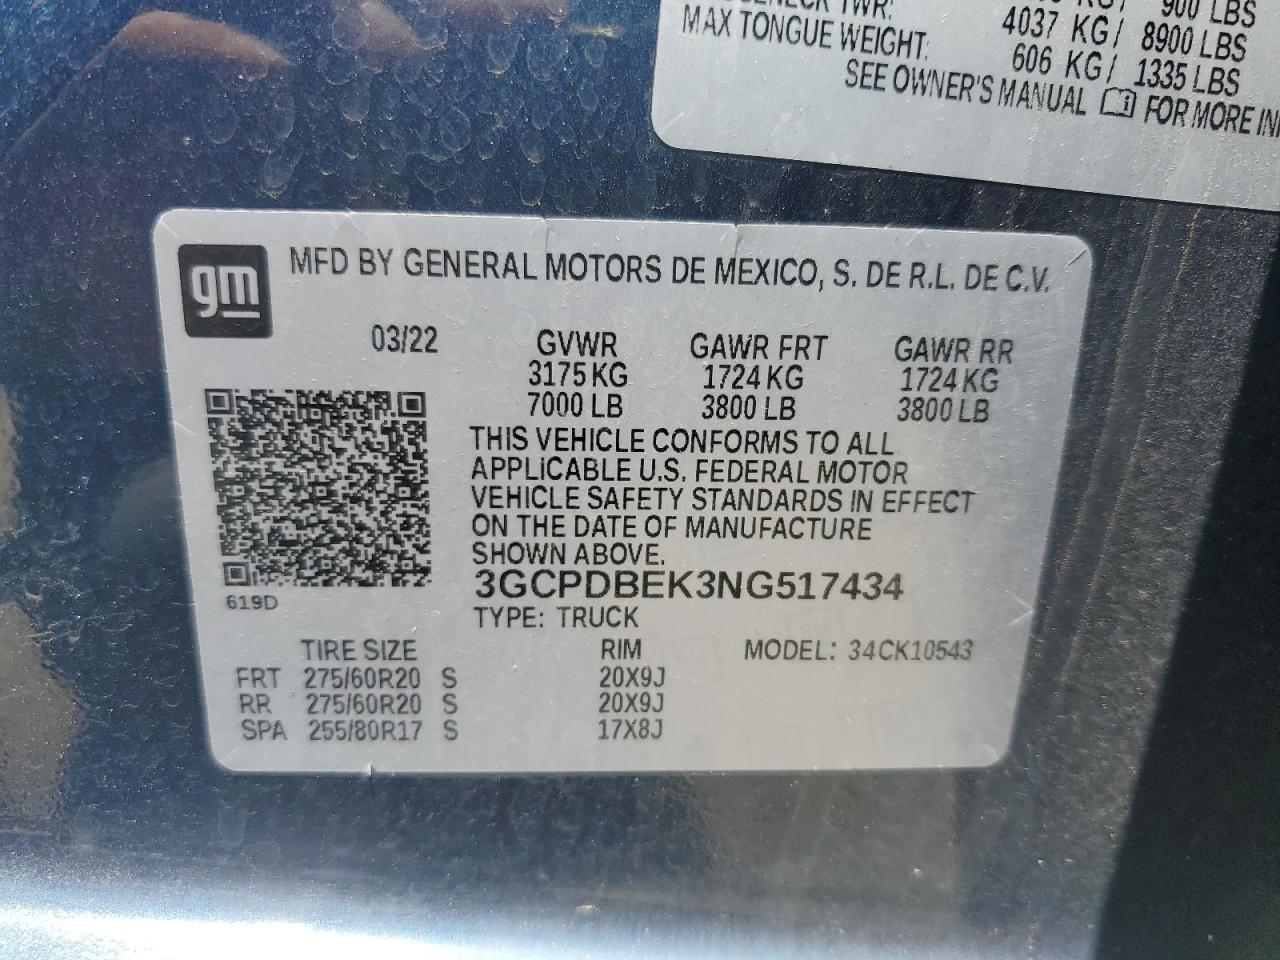 TWR:
900 LBS
4037 KG/ 8900 LBS
MAX TONGUE WEIGHT: 606 KG/ 1335 LBS
SEE OWNER'S MANUAL FOR MORE
gm
MFD BY GENERAL MOTORS DE MEXICO, S. DE R.L. DE C.V.
03/22 GVWR GAWR FRT GAWR RR
3175 KG 1724 KG 1724 KG
7000 LB 3800 LB 3800 LB
THIS VEHICLE CONFORMS TO ALL
APPLICABLE U.S. FEDERAL MOTOR
VEHICLE SAFETY STANDARDS IN EFFECT
ON THE DATE OF MANUFACTURE
SHOWN ABOVE.
3GCPDBEK3NG517434
619D
TYPE: TRUCK
TIRE SIZE RIM MODEL: 34CK10543
FRT 275/60R20 S 20X9J
RR 275/60R20 S 20X9J
SPA 255/80R17 S 17X8J